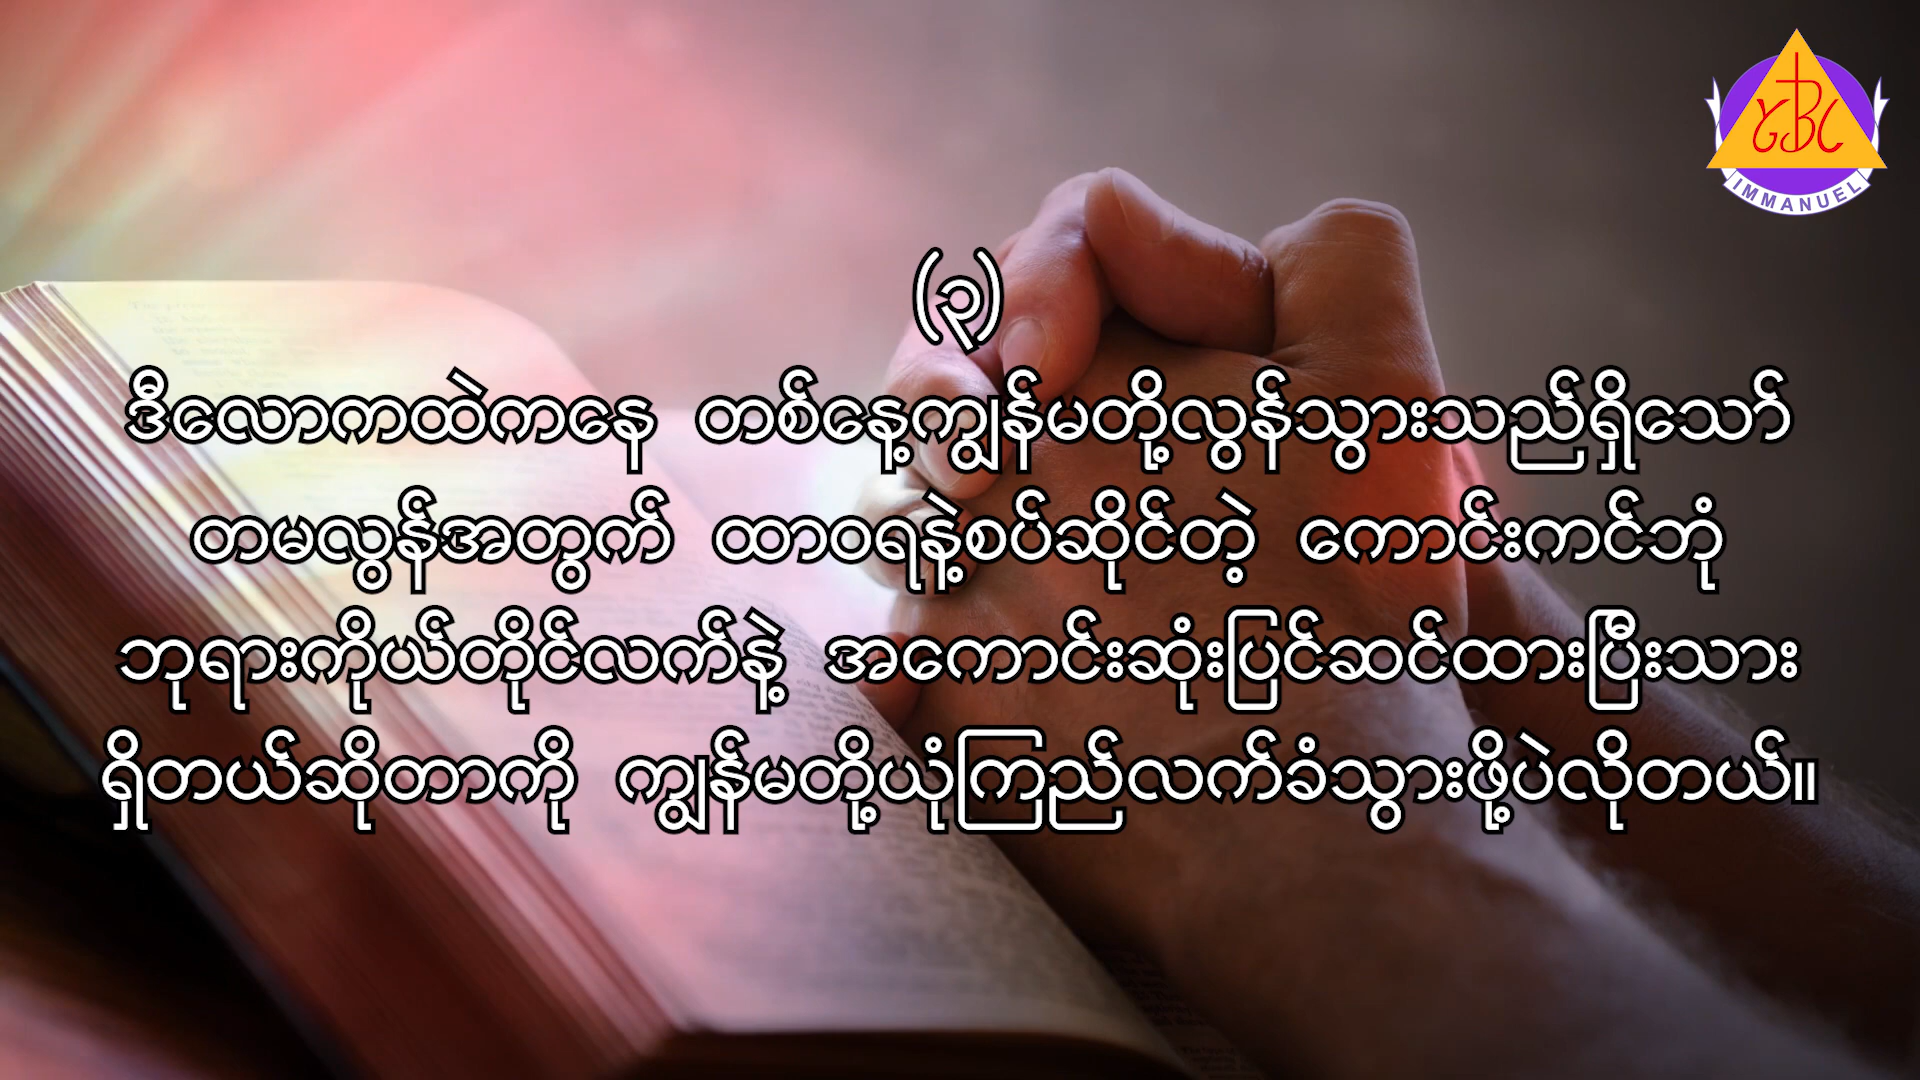 YBC
IMMANUEL
(၃)
ဒီလောကထဲကနေ တစ်နေ့ကျွန်မတို့လွန်သွားသည်ရှိသော်
တမလွန်အတွက် ထာဝရနဲ့စပ်ဆိုင်တဲ့ ကောင်းကင်ဘုံ
ဘုရားကိုယ်တိုင်လက်နဲ့ အကောင်းဆုံးပြင်ဆင်ထားပြီးသား
ရှိတယ်ဆိုတာကို ကျွန်မတို့ယုံကြည်လက်ခံသွားဖို့ပဲလိုတယ်။